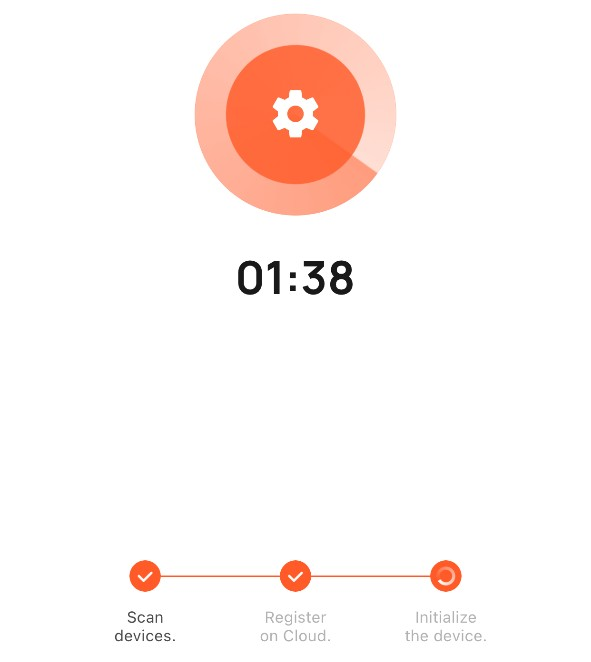 01:38
Scan
devices.
Register
on Cloud.
Initialize
the device.